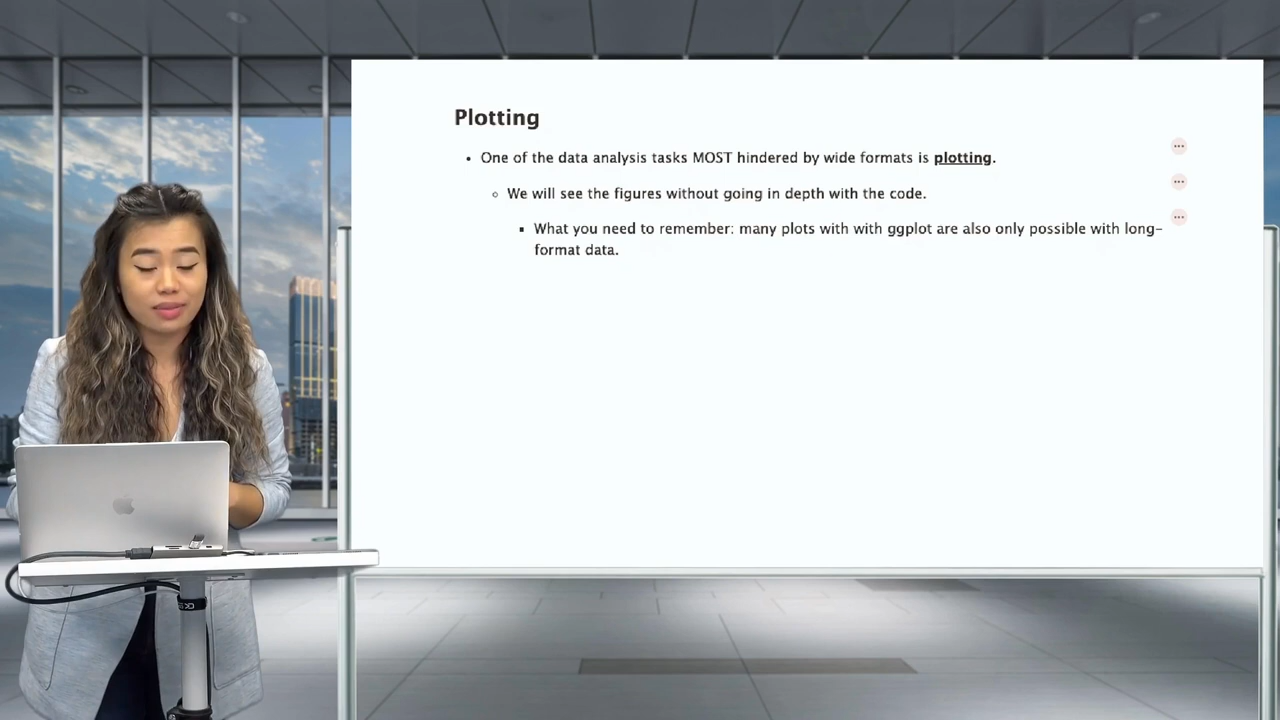 Plotting
• One of the data analysis tasks MOST hindered by wide formats is plotting.
◦ We will see the figures without going in depth with the code.
▪ What you need to remember: many plots with with ggplot are also only possible with long-
format data.